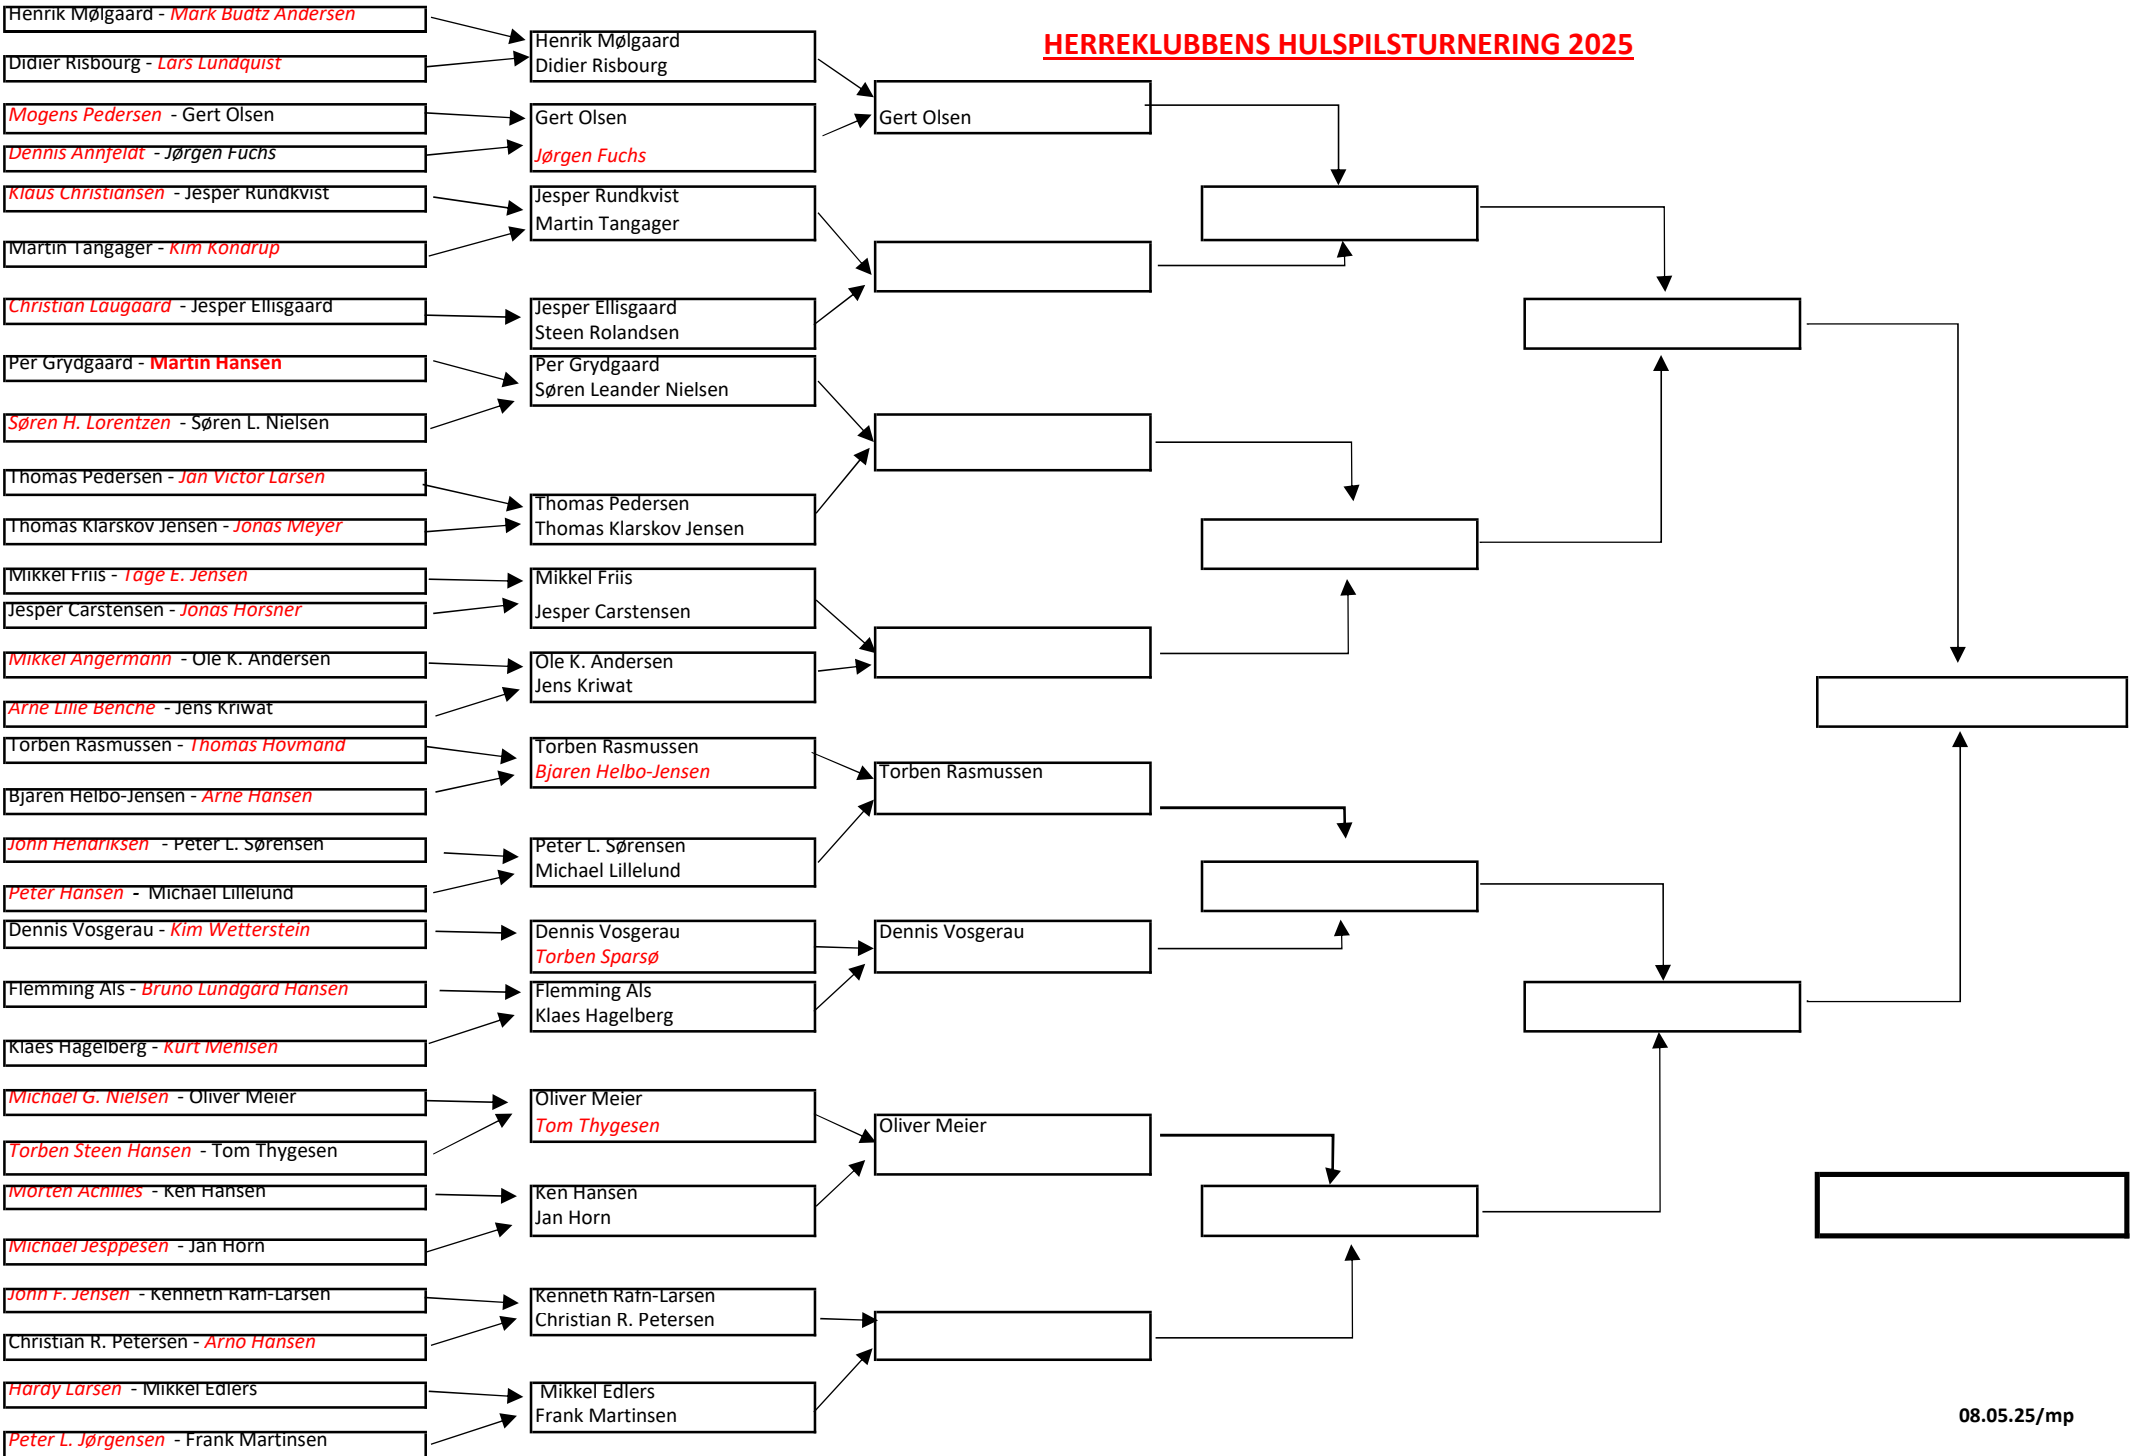 HERREKLUBBENS HULSPILSTURNERING 2025
Henrik Mølgaard - Mark Budtz Andersen
Didier Risbourg - Lars Lundquist
Mogens Pedersen - Gert Olsen
Dennis Annfeldt - Jørgen Fuchs
Klaus Christiansen - Jesper Rundkvist
Martin Tangager - Kim Kondrup
Christian Laugaard - Jesper Ellisgaard
Per Grydgaard - Martin Hansen
Søren H. Lorentzen - Søren L. Nielsen
Thomas Pedersen - Jan Victor Larsen
Thomas Klarskov Jensen - Jonas Meyer
Mikkel Friis - Tage E. Jensen
Jesper Carstensen - Jonas Horsner
Mikkel Angermann - Ole K. Andersen
Arne Lilie Benche - Jens Kriwat
Torben Rasmussen - Thomas Hovmand
Bjaren Helbo-Jensen - Arne Hansen
John Hendriksen - Peter L. Sørensen
Peter Hansen - Michael Lillelund
Dennis Vosgerau - Kim Wetterstein
Flemming Als - Bruno Lundgård Hansen
Klaes Hagelberg - Kurt Mehlsen
Michael G. Nielsen - Oliver Meier
Torben Steen Hansen - Tom Thygesen
Morten Achilles - Ken Hansen
Michael Jesppesen - Jan Horn
John F. Jensen - Kenneth Rafn-Larsen
Christian R. Petersen - Arno Hansen
Hardy Larsen - Mikkel Edlers
Peter L. Jørgensen - Frank Martinsen
Henrik Mølgaard
Didier Risbourg
Gert Olsen
Jørgen Fuchs
Jesper Rundkvist
Martin Tangager
Jesper Ellisgaard
Steen Rolandsen
Per Grydgaard
Søren Leander Nielsen
Thomas Pedersen
Thomas Klarskov Jensen
Mikkel Friis
Jesper Carstensen
Ole K. Andersen
Jens Kriwat
Torben Rasmussen
Bjaren Helbo-Jensen
Peter L. Sørensen
Michael Lillelund
Dennis Vosgerau
Torben Sparsø
Flemming Als
Klaes Hagelberg
Oliver Meier
Tom Thygesen
Ken Hansen
Jan Horn
Kenneth Rafn-Larsen
Christian R. Petersen
Mikkel Edlers
Frank Martinsen
Gert Olsen
Torben Rasmussen
Dennis Vosgerau
Oliver Meier
08.05.25/mp